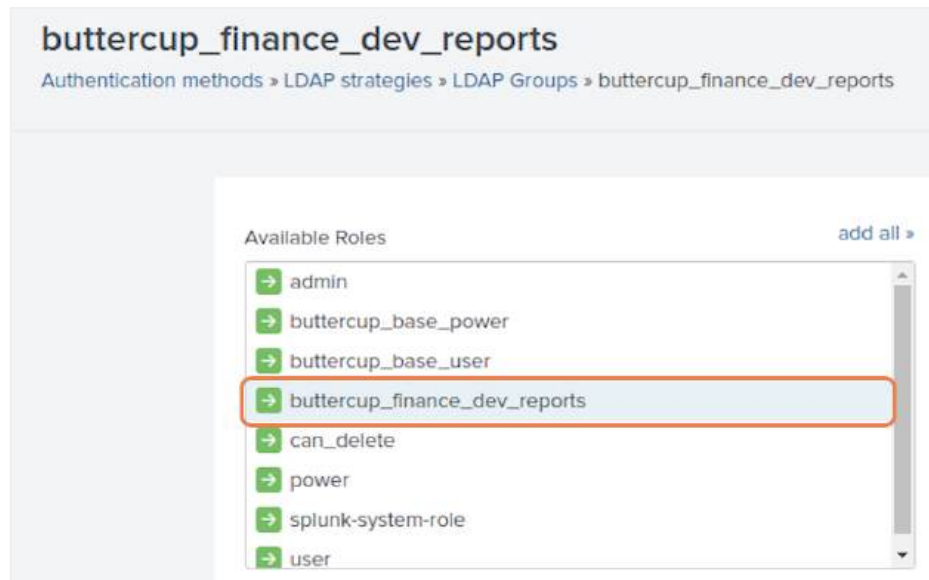 buttercup_finance_dev_reports
Authentication methods » LDAP strategies » LDAP Groups » buttercup_finance_dev_reports
Available Roles
add all »
admin
buttercup_base_power
buttercup_base_user
buttercup_finance_dev_reports
can_delete
power
splunk-system-role
user